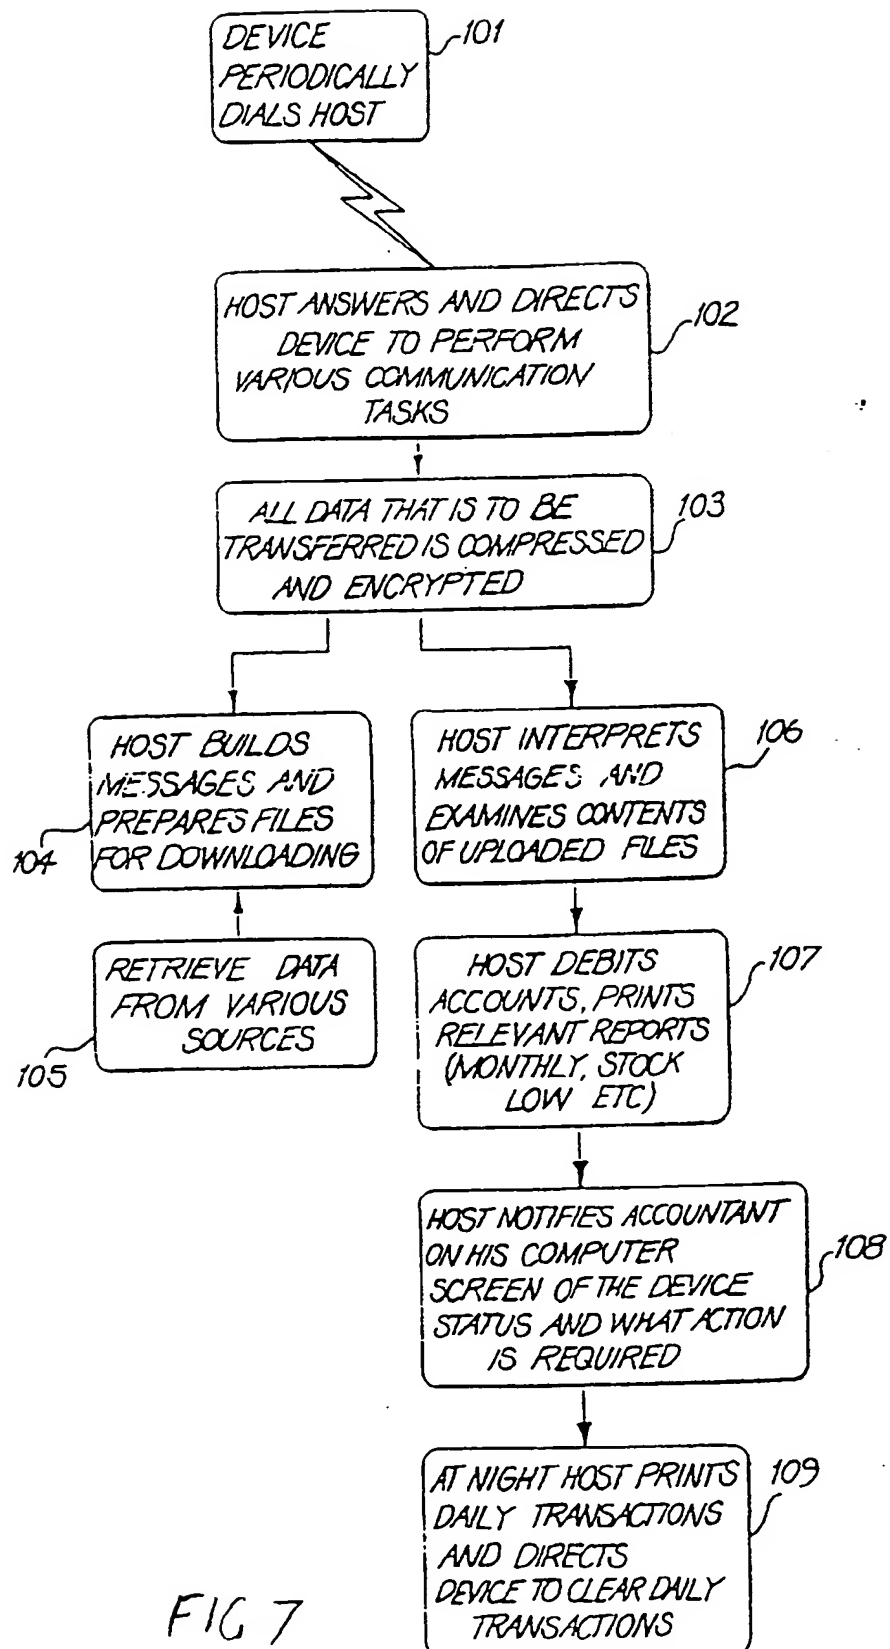 DEVICE
PERIODICALLY
DIALS HOST
101
HOST ANSWERS AND DIRECTS
DEVICE TO PERFORM
VARIOUS COMMUNICATION
TASKS
102
ALL DATA THAT IS TO BE
TRANSFERRED IS COMPRESSED
AND ENCRYPTED
103
HOST BUILDS
MESSAGES AND
PREPARES FILES
FOR DOWNLOADING
104
RETRIEVE DATA
FROM VARIOUS
SOURCES
105
HOST INTERPRETS
MESSAGES AND
EXAMINES CONTENTS
OF UPLOADED FILES
106
HOST DEBITS
ACCOUNTS, PRINTS
RELEVANT REPORTS
(MONTHLY, STOCK
LOW ETC)
107
HOST NOTIFIES ACCOUNTANT
ON HIS COMPUTER
SCREEN OF THE DEVICE
STATUS AND WHAT ACTION
IS REQUIRED
108
AT NIGHT HOST PRINTS
DAILY TRANSACTIONS
AND DIRECTS
DEVICE TO CLEAR DAILY
TRANSACTIONS
109
FIG 7